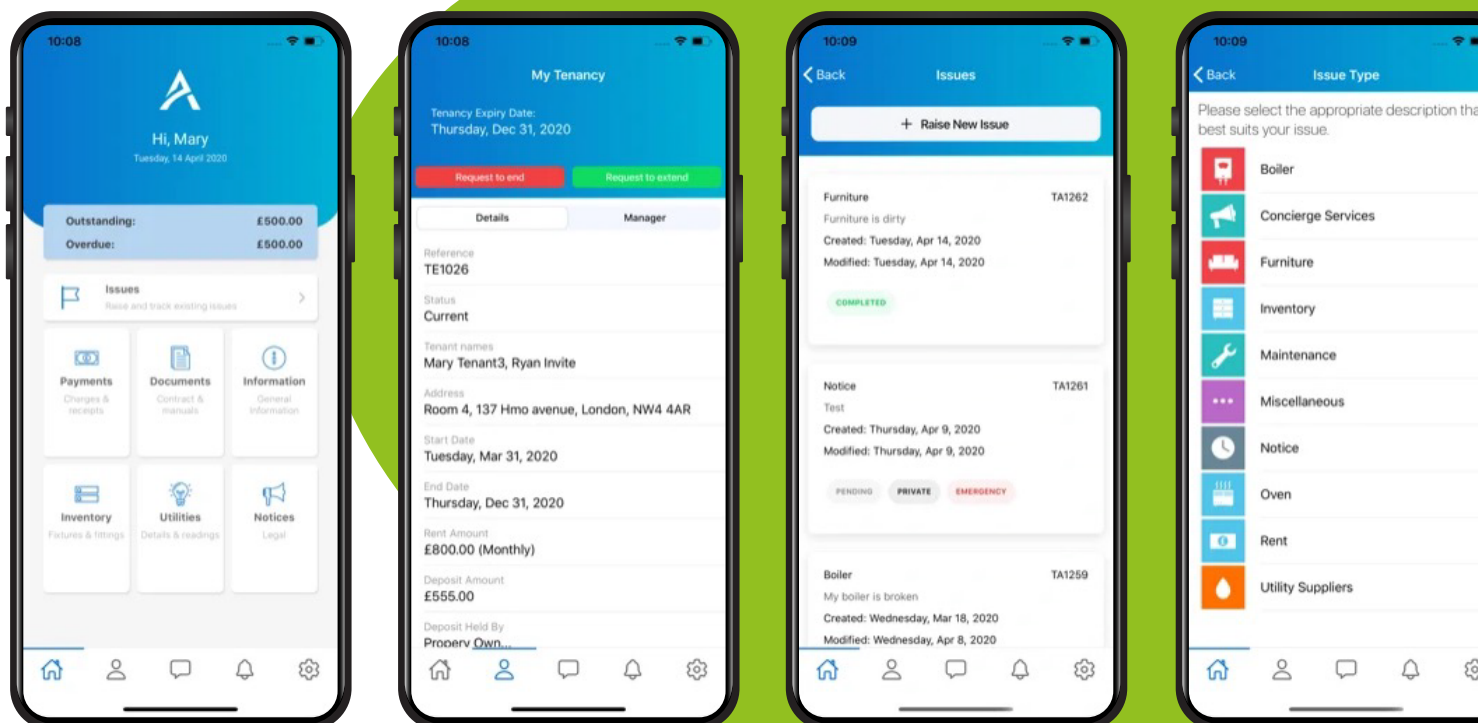 10:08
Hi, Mary
Tuesday, 14 April 2020
Outstanding: £500.00
Overdue: £500.00
Issues
Raise and track existing issues
Payments
Charges &
receipts
Documents
Contract &
manuals
Information
General
Information
Inventory
Fixtures & fittings
Utilities
Details & readings
Notices
Legal
10:08
My Tenancy
Tenancy Expiry Date:
Thursday, Dec 31, 2020
Request to end
Request to extend
Details
Manager
Reference
TE1026
Status
Current
Tenant names
Mary Tenant3, Ryan Invite
Address
Room 4, 137 Hmo avenue, London, NW4 4AR
Start Date
Tuesday, Mar 31, 2020
End Date
Thursday, Dec 31, 2020
Rent Amount
£800.00 (Monthly)
Deposit Amount
£555.00
Deposit Held By
Propery Own...
10:09
Back
Issues
+ Raise New Issue
Furniture TA1262
Furniture is dirty
Created: Tuesday, Apr 14, 2020
Modified: Tuesday, Apr 14, 2020
COMPLETED
Notice TA1261
Test
Created: Thursday, Apr 9, 2020
Modified: Thursday, Apr 9, 2020
PENDING PRIVATE EMERGENCY
Boiler TA1259
My boiler is broken
Created: Wednesday, Mar 18, 2020
Modified: Wednesday, Apr 8, 2020
10:09
Back
Issue Type
Please select the appropriate description tha
best suits your issue.
Boiler
Concierge Services
Furniture
Inventory
Maintenance
Miscellaneous
Notice
Oven
Rent
Utility Suppliers